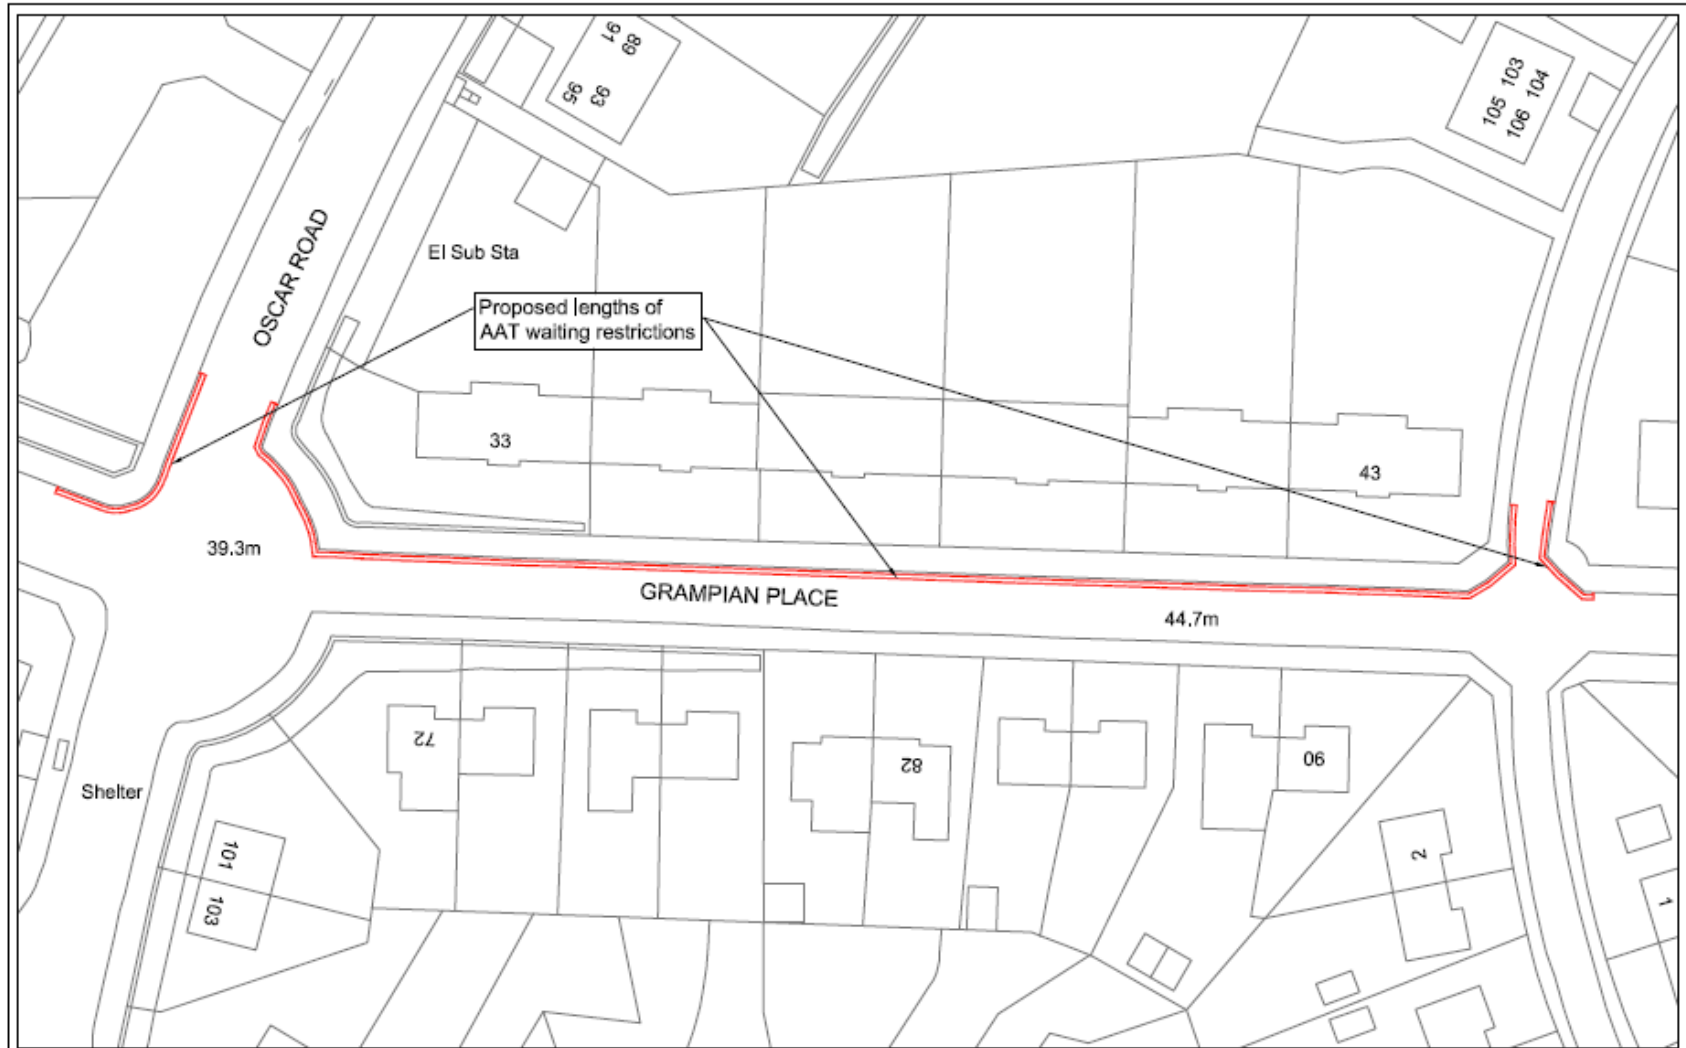 89
91
93
95
103
104
105
106
OSCAR ROAD
El Sub Sta
Proposed lengths of
AAT waiting restrictions
33
43
39.3m
GRAMPIAN PLACE
44.7m
72
82
90
Shelter
101
103
2
1